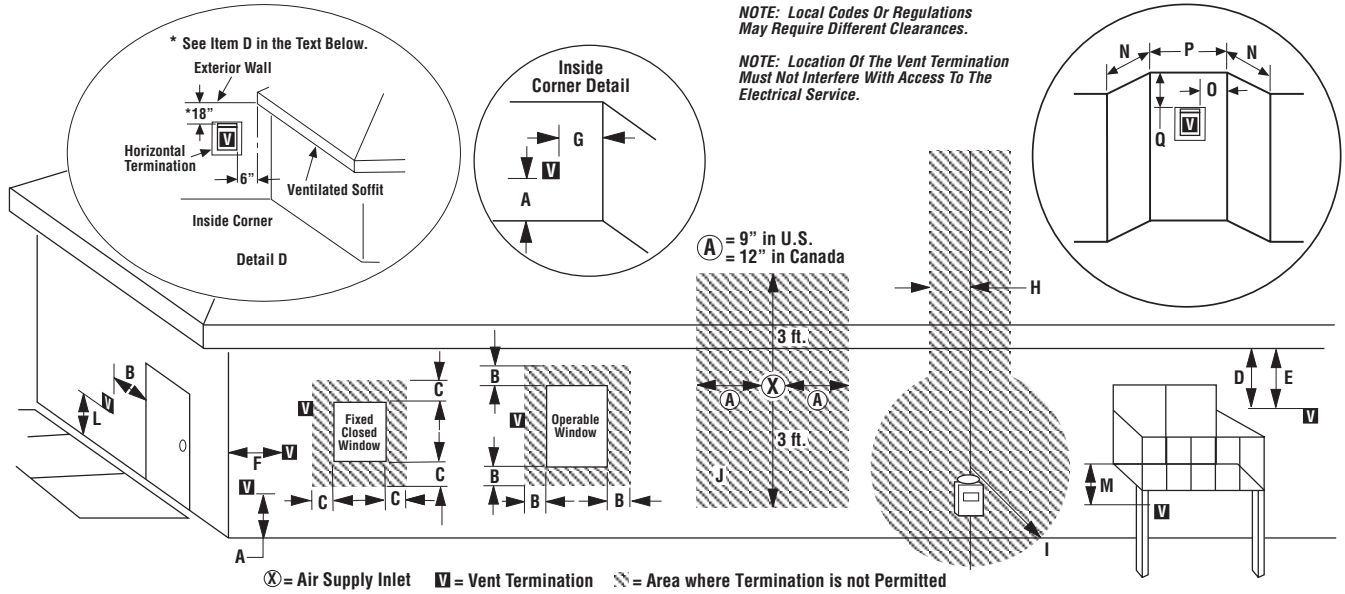 * See Item D in the Text Below.
Exterior Wall
*18"
V
Horizontal
Termination
6"
Ventilated Soffit
Inside Corner
Detail D
Inside
Corner Detail
G
V
A
NOTE: Local Codes Or Regulations
May Require Different Clearances.
NOTE: Location Of The Vent Termination
Must Not Interfere With Access To The
Electrical Service.
N P N
O
Q
V
A = 9" in U.S.
= 12" in Canada
H
3 ft.
A X A
3 ft.
J
I
B
V
L
F V
V
A
V
Fixed
Closed
Window
C
C
C C
B
V
Operable
Window
B
B B
D E
V
M
V
X = Air Supply Inlet V = Vent Termination = Area where Termination is not Permitted